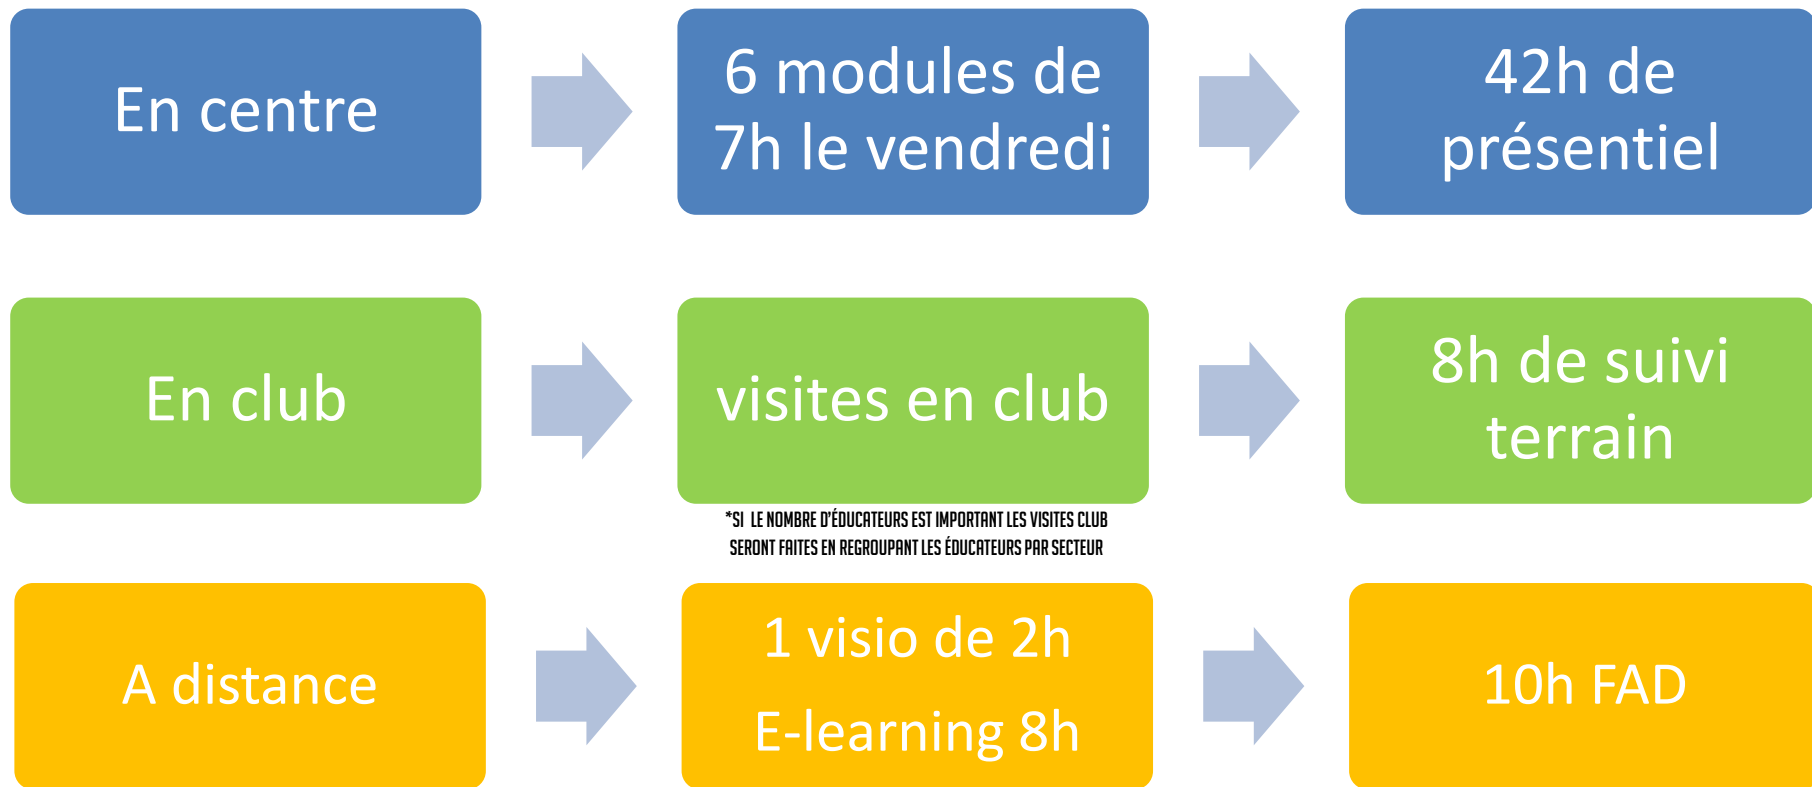 En centre
6 modules de
7h le vendredi
42h de
présentiel
En club
visites en club
8h de suivi
terrain
*SI LE NOMBRE D'ÉDUCATEURS EST IMPORTANT LES VISITES CLUB
SERONT FAITES EN REGROUPANT LES ÉDUCATEURS PAR SECTEUR
A distance
1 visio de 2h
E-learning 8h
10h FAD